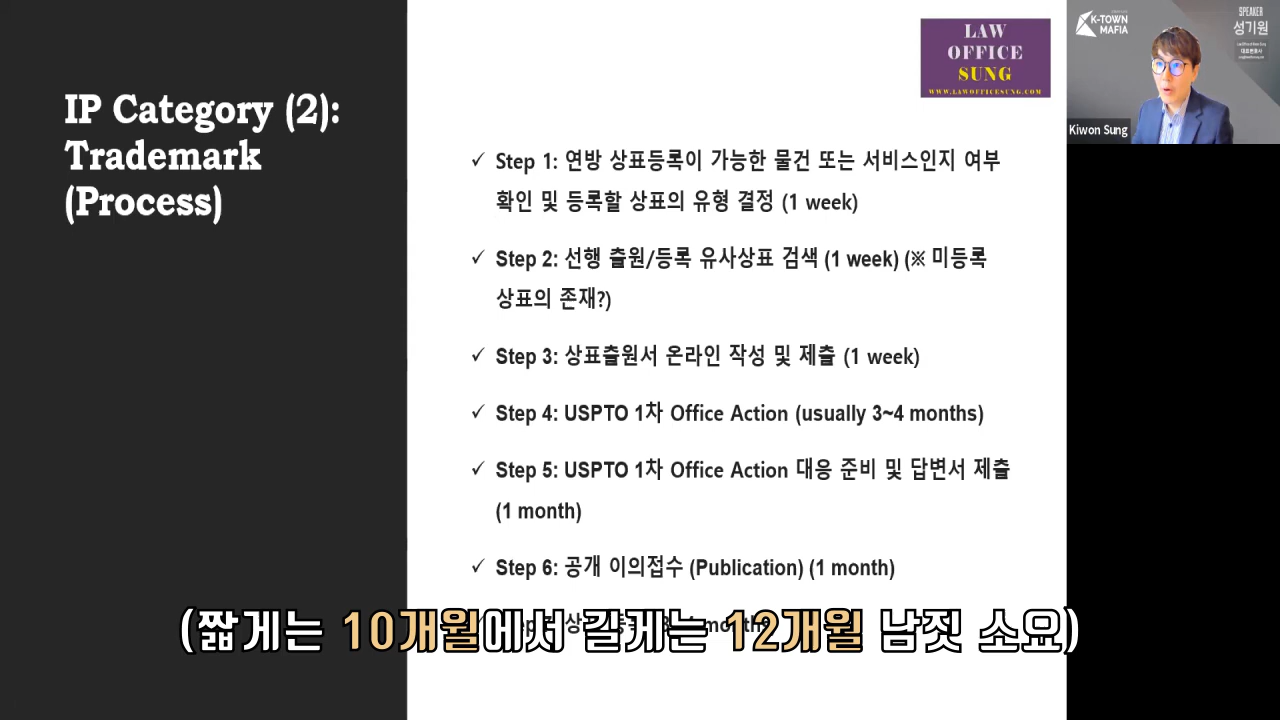 IP Category (2):
Trademark
(Process)
LAW
OFFICE
SUNG
WWW.LAWOFFICESUNG.COM
✓ Step 1: 연방 상표등록이 가능한 물건 또는 서비스인지 여부
확인 및 등록할 상표의 유형 결정 (1 week)
✓ Step 2: 선행 출원/등록 유사상표 검색 (1 week) (※ 미등록
상표의 존재?)
✓ Step 3: 상표출원서 온라인 작성 및 제출 (1 week)
✓ Step 4: USPTO 1차 Office Action (usually 3~4 months)
✓ Step 5: USPTO 1차 Office Action 대응 준비 및 답변서 제출
(1 month)
✓ Step 6: 공개 이의접수 (Publication) (1 month)
(짧게는 10개월에서 길게는 12개월 남짓 소요)
K-TOWN
MAFIA
SPEAKER
성기원
대표변호사
Kiwon Sung